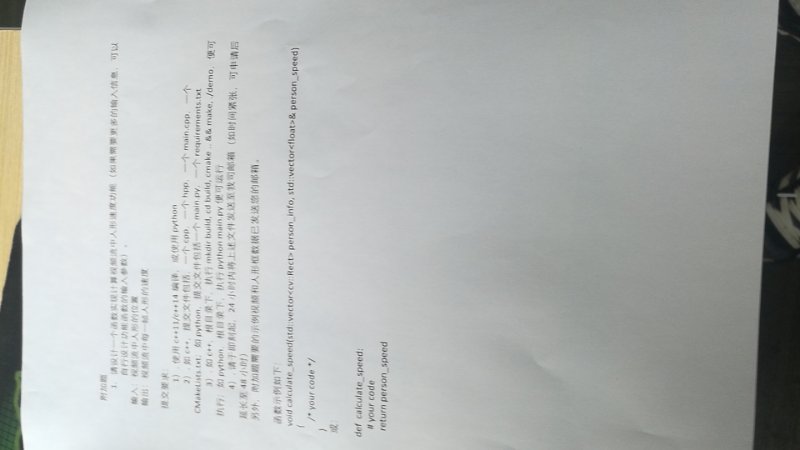 附加题
1. 请设计一个函数实现计算视频流中人形速度功能（如果需要更多的输入信息，可以
自行设计功能函数的输入参数）。
输入：视频流中人形的位置
输出：视频流中每一帧人形的速度
提交要求
1）. 使用 c++11/c++14 编译，或使用 python
2）. 如 c++，提交文件包括，一个 cpp，一个 hpp，一个 main.cpp，一个
CMakeLists.txt；如 python，提交文件包括一个 main.py，一个 requirements.txt
3）. 如 c++，根目录下，执行 mkdir build, cd build, cmake .. && make, ./demo，便可
执行；如 python，根目录下，执行 python main.py 便可运行
4）. 请于即刻起，24 小时内将上述文件发送至我司邮箱（如时间紧张，可申请后
延长至 48 小时）
另外，附加题需要的示例视频和人形框数据已发送您的邮箱。
函数示例如下：
void calculate_speed(std::vector<cv::Rect> person_info, std::vector<float>& person_speed)
{
/* your code */
}
或：
def calculate_speed:
# your code
return person_speed